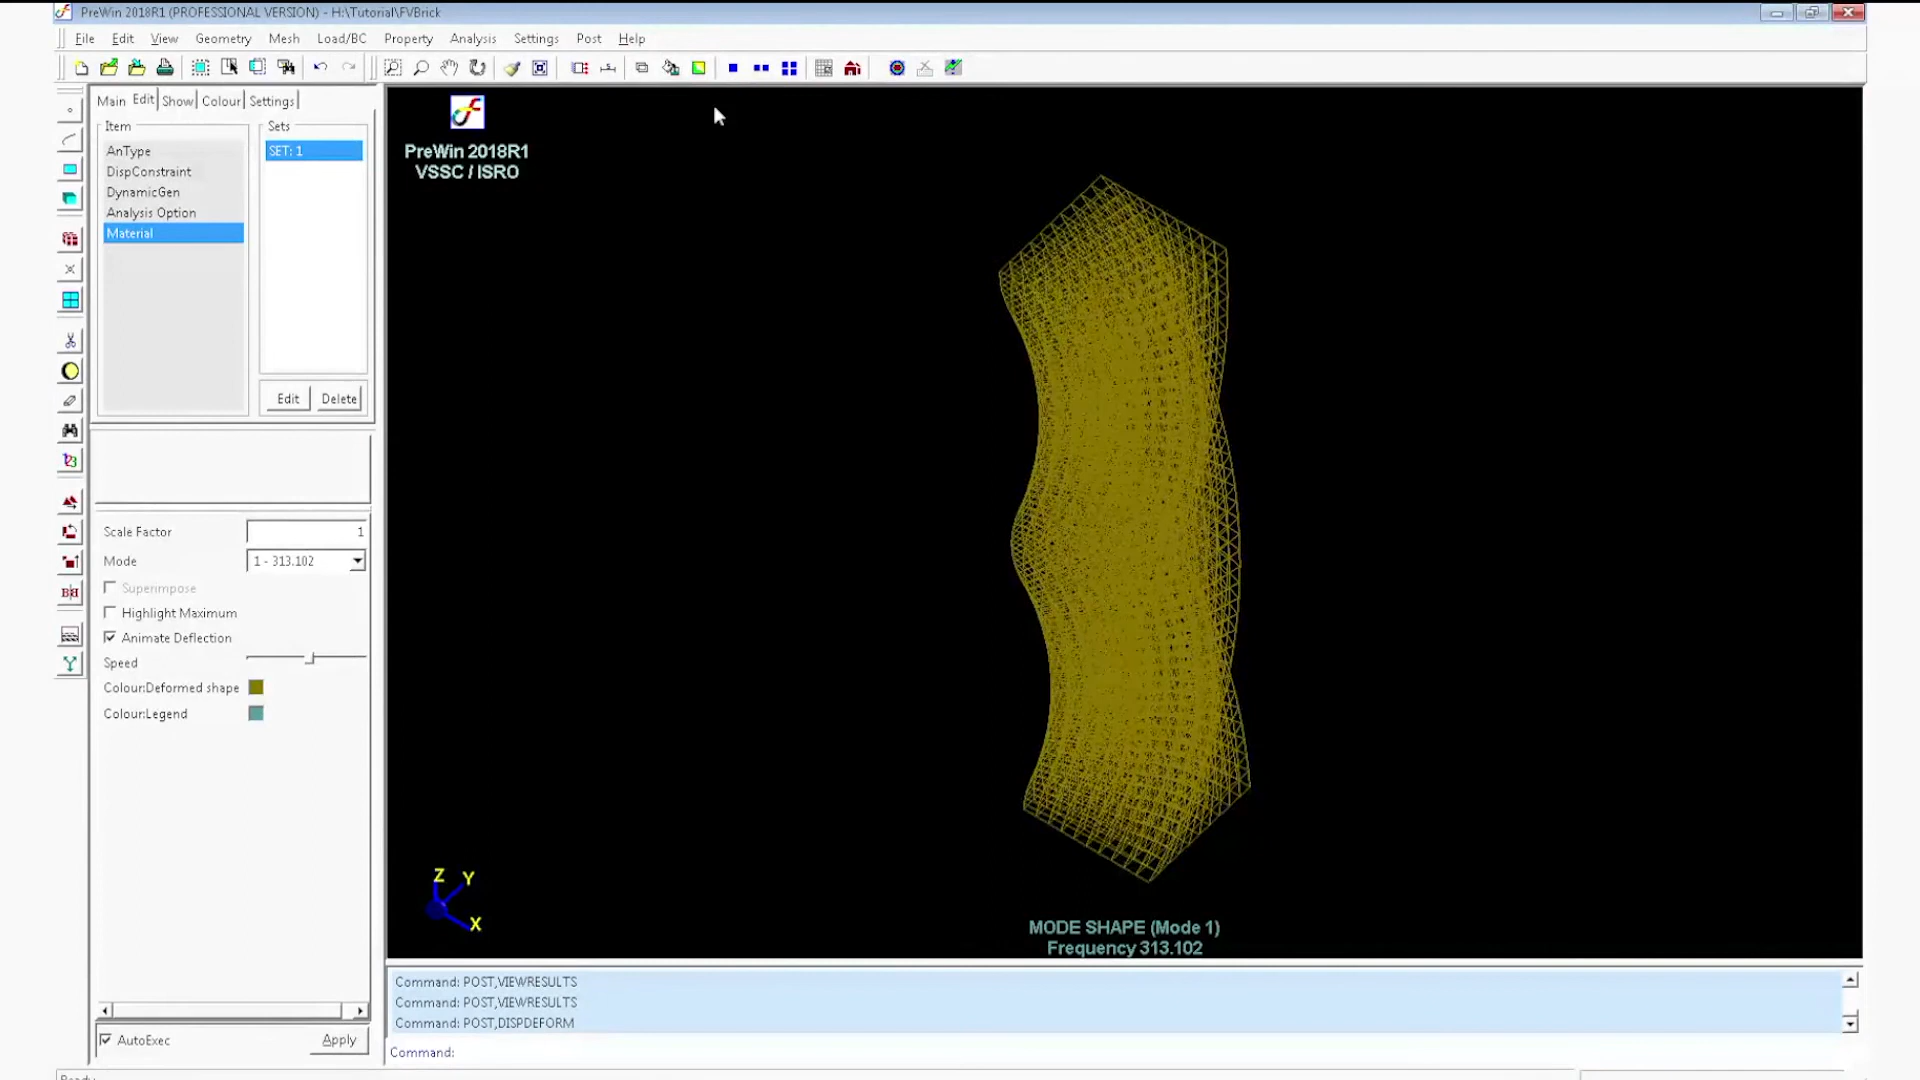 PreWin 2018R1 (PROFESSIONAL VERSION) - H:\Tutorial\FVBrick
File Edit View Geometry Mesh Load/BC Property Analysis Settings Post Help
Main Edit Show Colour Settings
Item Sets
AnType
DispConstraint
DynamicGen
Analysis Option
Material
SET: 1
Edit Delete
Scale Factor 1
Mode 1 - 313.102
Superimpose
Highlight Maximum
Animate Deflection
Speed
Colour:Deformed shape
Colour:Legend
AutoExec Apply
PreWin 2018R1
VSSC / ISRO
Z Y
X
MODE SHAPE (Mode 1)
Frequency 313.102
Command: POST,VIEWRESULTS
Command: POST,VIEWRESULTS
Command: POST,DISPDEFORM
Command: